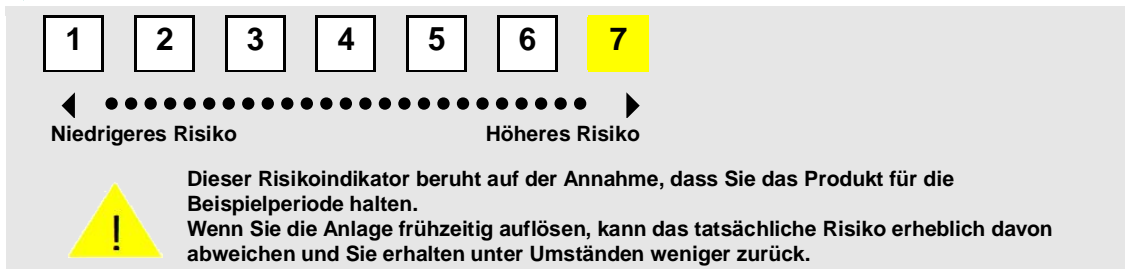 1 2 3 4 5 6 7
Niedrigeres Risiko Höheres Risiko
Dieser Risikoindikator beruht auf der Annahme, dass Sie das Produkt für die
Beispielperiode halten.
Wenn Sie die Anlage frühzeitig auflösen, kann das tatsächliche Risiko erheblich davon
abweichen und Sie erhalten unter Umständen weniger zurück.
!